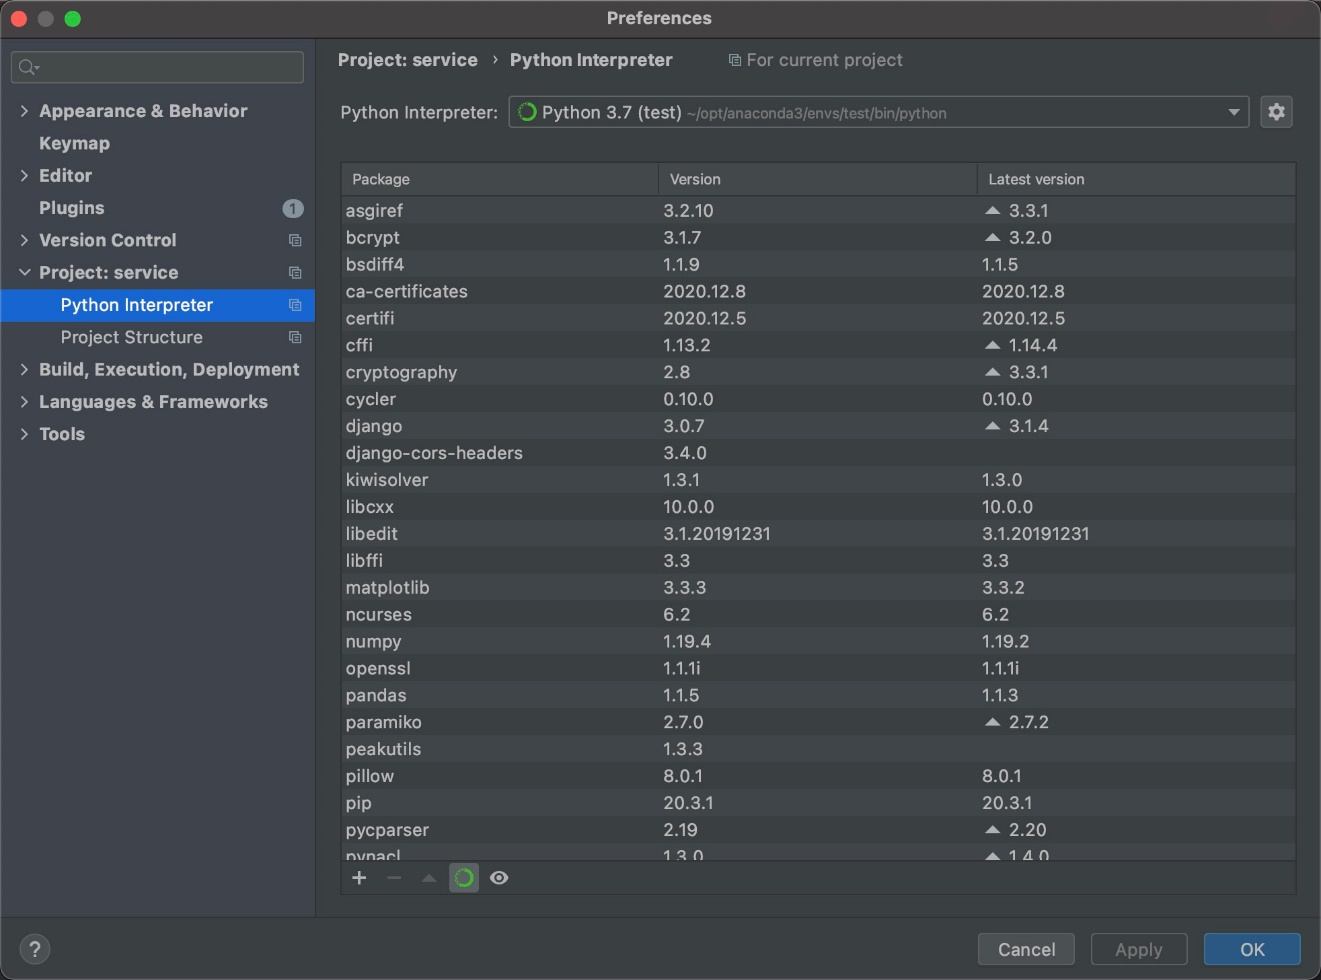 Preferences
Appearance & Behavior
Keymap
Editor
Plugins
1
Version Control
Project: service
Python Interpreter
Project Structure
Build, Execution, Deployment
Languages & Frameworks
Tools
Project: service › Python Interpreter For current project
Python Interpreter: Python 3.7 (test) ~/opt/anaconda3/envs/test/bin/python
Package Version Latest version
asgiref 3.2.10 ▲ 3.3.1
bcrypt 3.1.7 ▲ 3.2.0
bsdiff4 1.1.9 1.1.5
ca-certificates 2020.12.8 2020.12.8
certifi 2020.12.5 2020.12.5
cffi 1.13.2 ▲ 1.14.4
cryptography 2.8 ▲ 3.3.1
cycler 0.10.0 0.10.0
django 3.0.7 ▲ 3.1.4
django-cors-headers 3.4.0
kiwisolver 1.3.1 1.3.0
libcxx 10.0.0 10.0.0
libedit 3.1.20191231 3.1.20191231
libffi 3.3 3.3
matplotlib 3.3.3 3.3.2
ncurses 6.2 6.2
numpy 1.19.4 1.19.2
openssl 1.1.1i 1.1.1i
pandas 1.1.5 1.1.3
paramiko 2.7.0 ▲ 2.7.2
peakutils 1.3.3
pillow 8.0.1 8.0.1
pip 20.3.1 20.3.1
pycparser 2.19 ▲ 2.20
pynacl 1.3.0 ▲ 1.4.0
? Cancel Apply OK